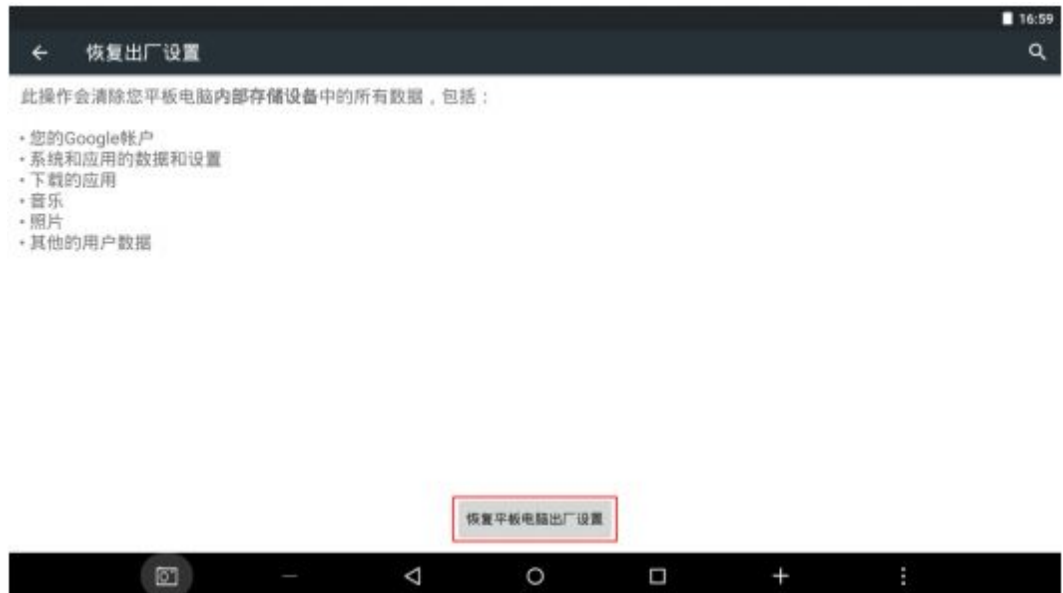 16:59
恢复出厂设置
此操作会清除您平板电脑内部存储设备中的所有数据，包括：
• 您的Google帐户
• 系统和应用的数据和设置
• 下载的应用
• 音乐
• 照片
• 其他的用户数据
恢复平板电脑出厂设置